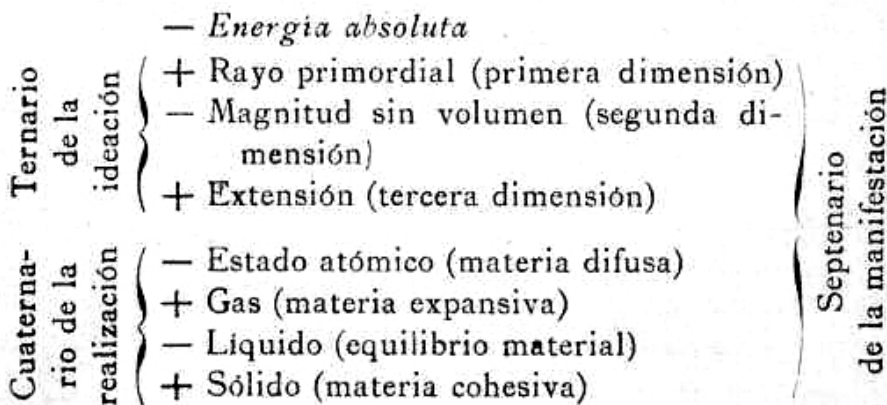 — Energía absoluta
Ternario
de la
ideación
+ Rayo primordial (primera dimensión)
— Magnitud sin volumen (segunda di-
mensión)
+ Extensión (tercera dimensión)
Cuaterna-
rio de la
realización
— Estado atómico (materia difusa)
+ Gas (materia expansiva)
— Líquido (equilibrio material)
+ Sólido (materia cohesiva)
Septenario
de la manifestación